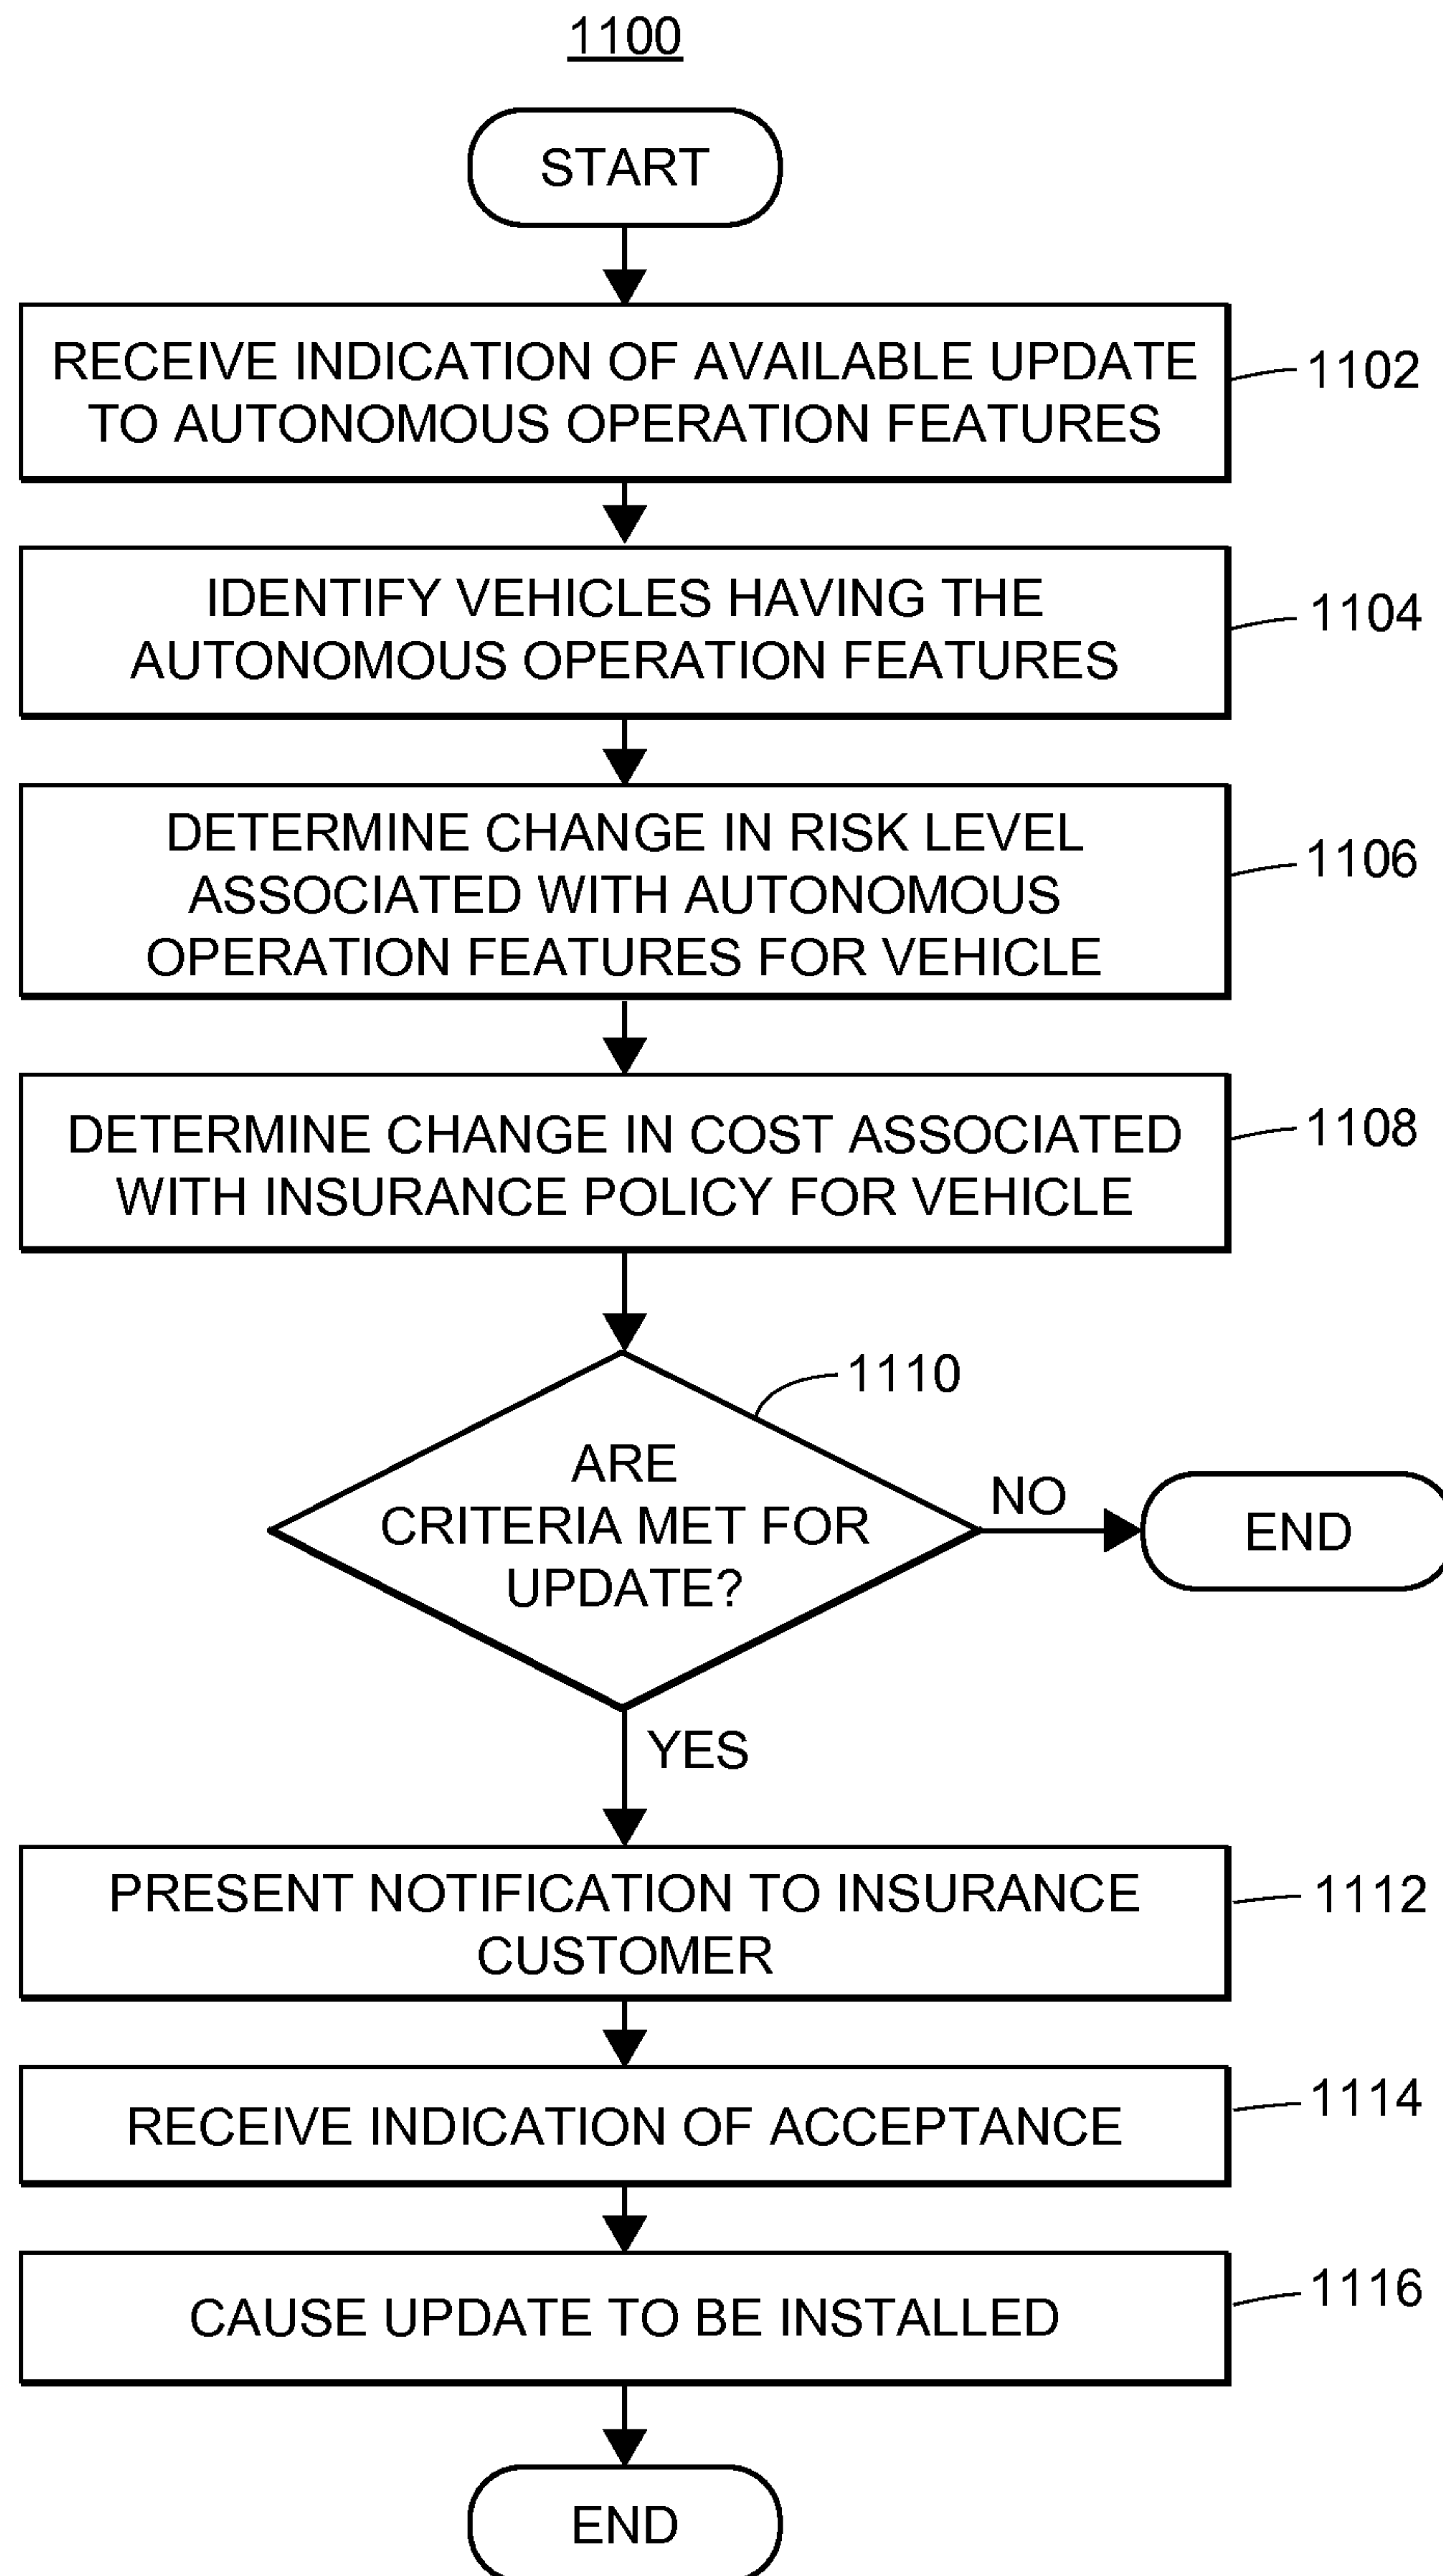 1100
START
RECEIVE INDICATION OF AVAILABLE UPDATE
TO AUTONOMOUS OPERATION FEATURES
1102
IDENTIFY VEHICLES HAVING THE
AUTONOMOUS OPERATION FEATURES
1104
DETERMINE CHANGE IN RISK LEVEL
ASSOCIATED WITH AUTONOMOUS
OPERATION FEATURES FOR VEHICLE
1106
DETERMINE CHANGE IN COST ASSOCIATED
WITH INSURANCE POLICY FOR VEHICLE
1108
1110
ARE
CRITERIA MET FOR
UPDATE?
NO
END
YES
PRESENT NOTIFICATION TO INSURANCE
CUSTOMER
1112
RECEIVE INDICATION OF ACCEPTANCE
1114
CAUSE UPDATE TO BE INSTALLED
1116
END